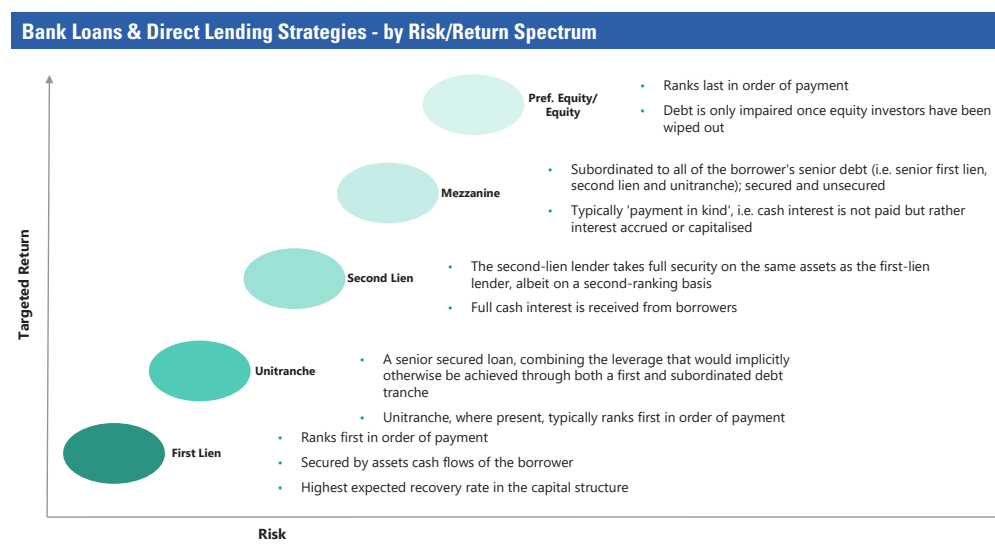 Bank Loans & Direct Lending Strategies - by Risk/Return Spectrum
Targeted Return
Pref. Equity/
Equity
• Ranks last in order of payment
• Debt is only impaired once equity investors have been
wiped out
Mezzanine
• Subordinated to all of the borrower's senior debt (i.e. senior first lien,
second lien and unitranche); secured and unsecured
• Typically 'payment in kind', i.e. cash interest is not paid but rather
interest accrued or capitalised
Second Lien
• The second-lien lender takes full security on the same assets as the first-lien
lender, albeit on a second-ranking basis
• Full cash interest is received from borrowers
Unitranche
• A senior secured loan, combining the leverage that would implicitly
otherwise be achieved through both a first and subordinated debt
tranche
• Unitranche, where present, typically ranks first in order of payment
First Lien
• Ranks first in order of payment
• Secured by assets cash flows of the borrower
• Highest expected recovery rate in the capital structure
Risk